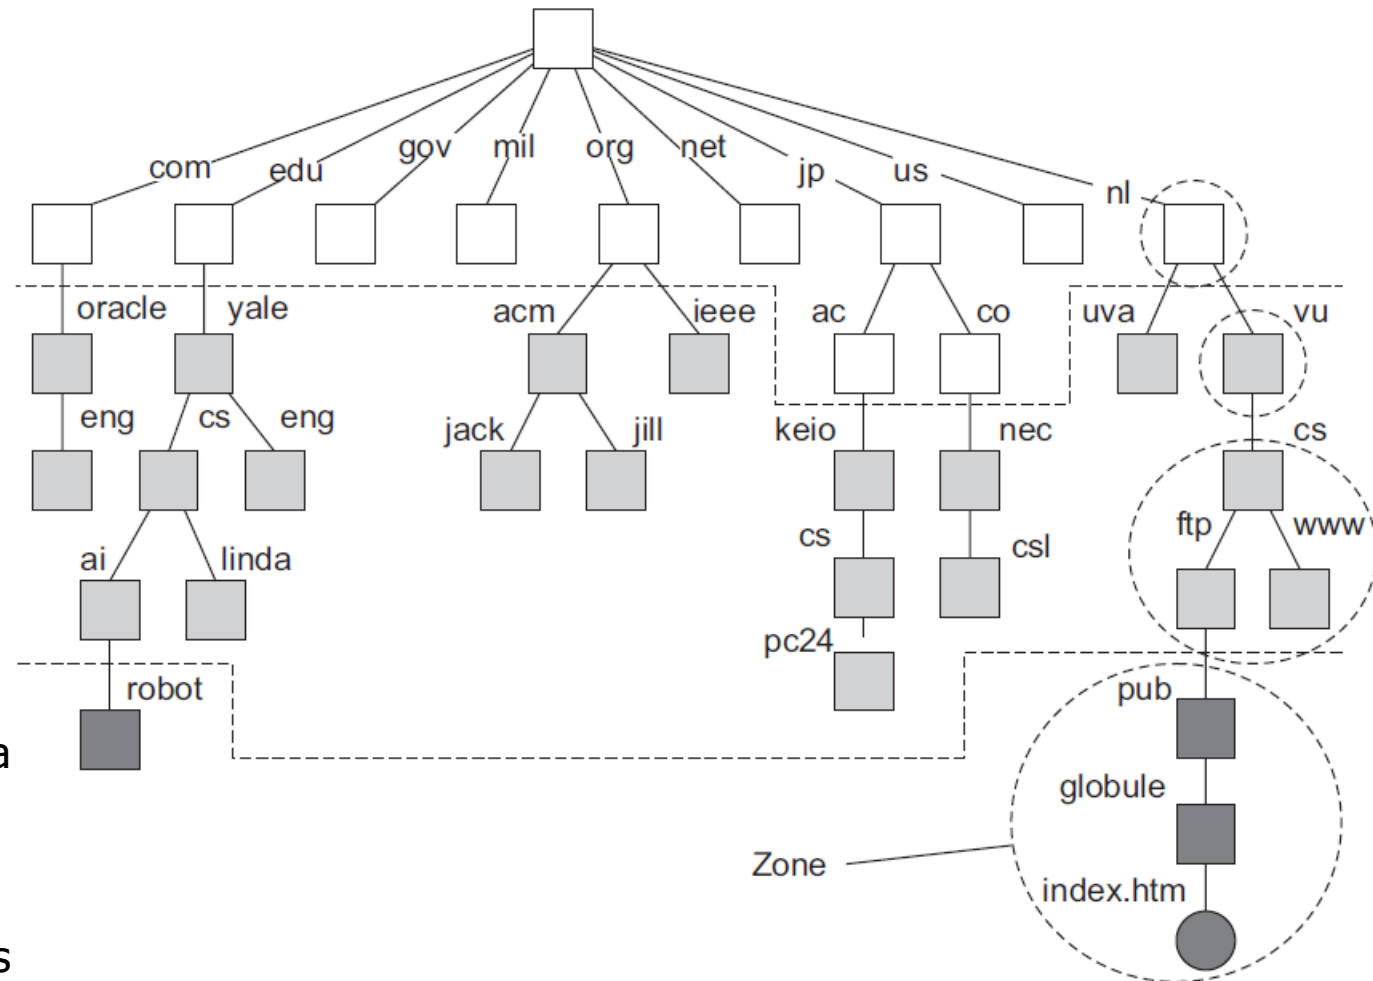 com edu gov mil org net jp us nl
oracle yale acm ieee ac co uva vu
eng cs eng jack jill keio nec cs
ai linda cs csl ftp www
pc24
robot pub
a
globule
Zone
index.htm
s